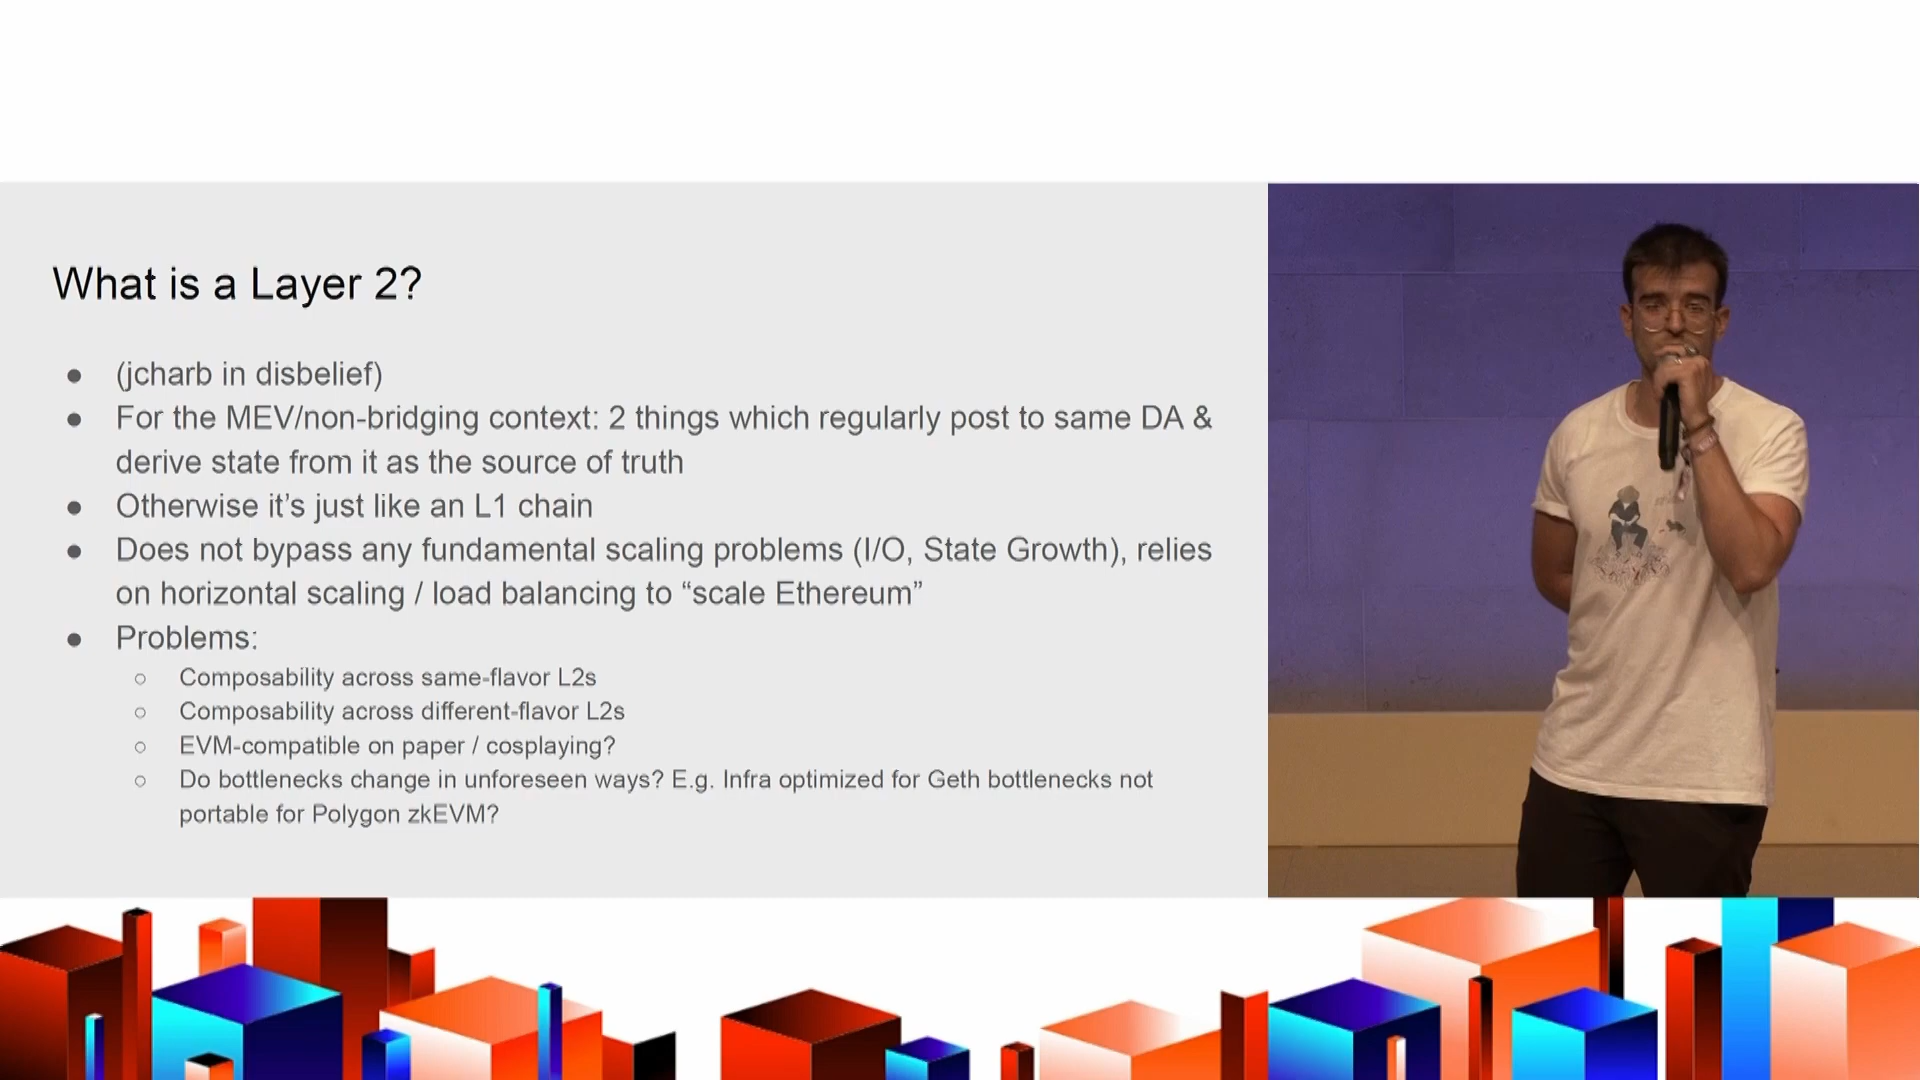 What is a Layer 2?
● (jcharb in disbelief)
● For the MEV/non-bridging context: 2 things which regularly post to same DA &
derive state from it as the source of truth
● Otherwise it’s just like an L1 chain
● Does not bypass any fundamental scaling problems (I/O, State Growth), relies
on horizontal scaling / load balancing to “scale Ethereum”
● Problems:
○ Composability across same-flavor L2s
○ Composability across different-flavor L2s
○ EVM-compatible on paper / cosplaying?
○ Do bottlenecks change in unforeseen ways? E.g. Infra optimized for Geth bottlenecks not
portable for Polygon zkEVM?